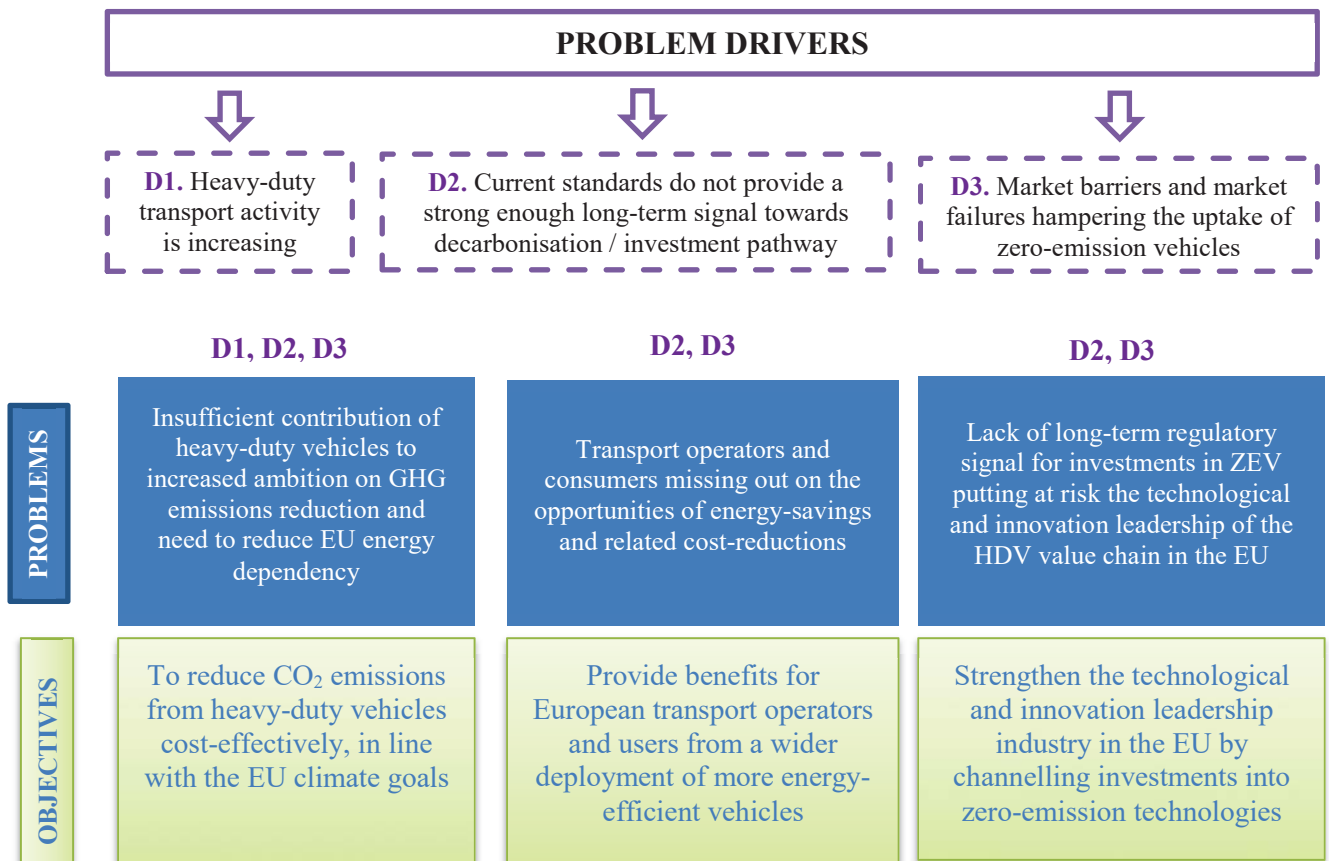 PROBLEM DRIVERS
D1. Heavy-duty
transport activity
is increasing
D2. Current standards do not provide a
strong enough long-term signal towards
decarbonisation / investment pathway
D3. Market barriers and market
failures hampering the uptake of
zero-emission vehicles
D1, D2, D3
D2, D3
D2, D3
PROBLEMS
Insufficient contribution of
heavy-duty vehicles to
increased ambition on GHG
emissions reduction and
need to reduce EU energy
dependency
Transport operators and
consumers missing out on the
opportunities of energy-savings
and related cost-reductions
Lack of long-term regulatory
signal for investments in ZEV
putting at risk the technological
and innovation leadership of the
HDV value chain in the EU
OBJECTIVES
To reduce CO₂ emissions
from heavy-duty vehicles
cost-effectively, in line
with the EU climate goals
Provide benefits for
European transport operators
and users from a wider
deployment of more energy-
efficient vehicles
Strengthen the technological
and innovation leadership
industry in the EU by
channelling investments into
zero-emission technologies